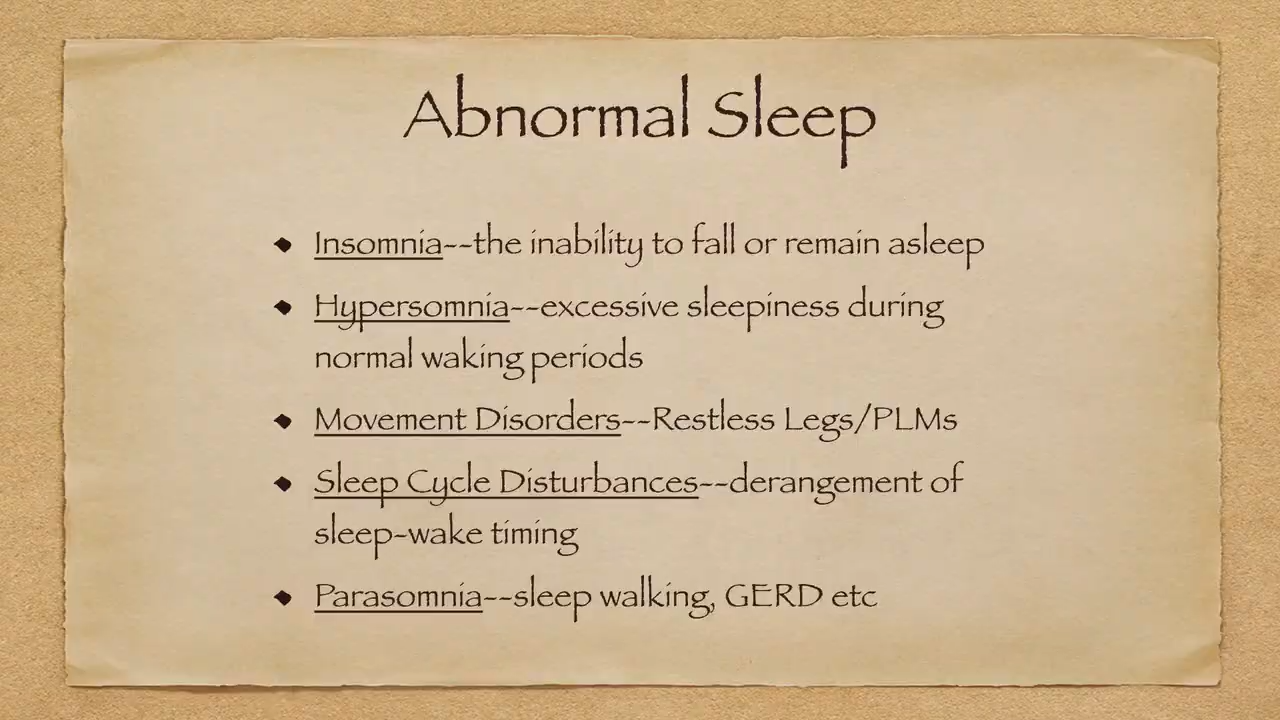 Abnormal Sleep
Insomnia--the inability to fall or remain asleep
Hypersomnia--excessive sleepiness during
normal waking periods
Movement Disorders--Restless Legs/PLMs
Sleep Cycle Disturbances--derangement of
sleep-wake timing
Parasomnia--sleep walking, GERD etc